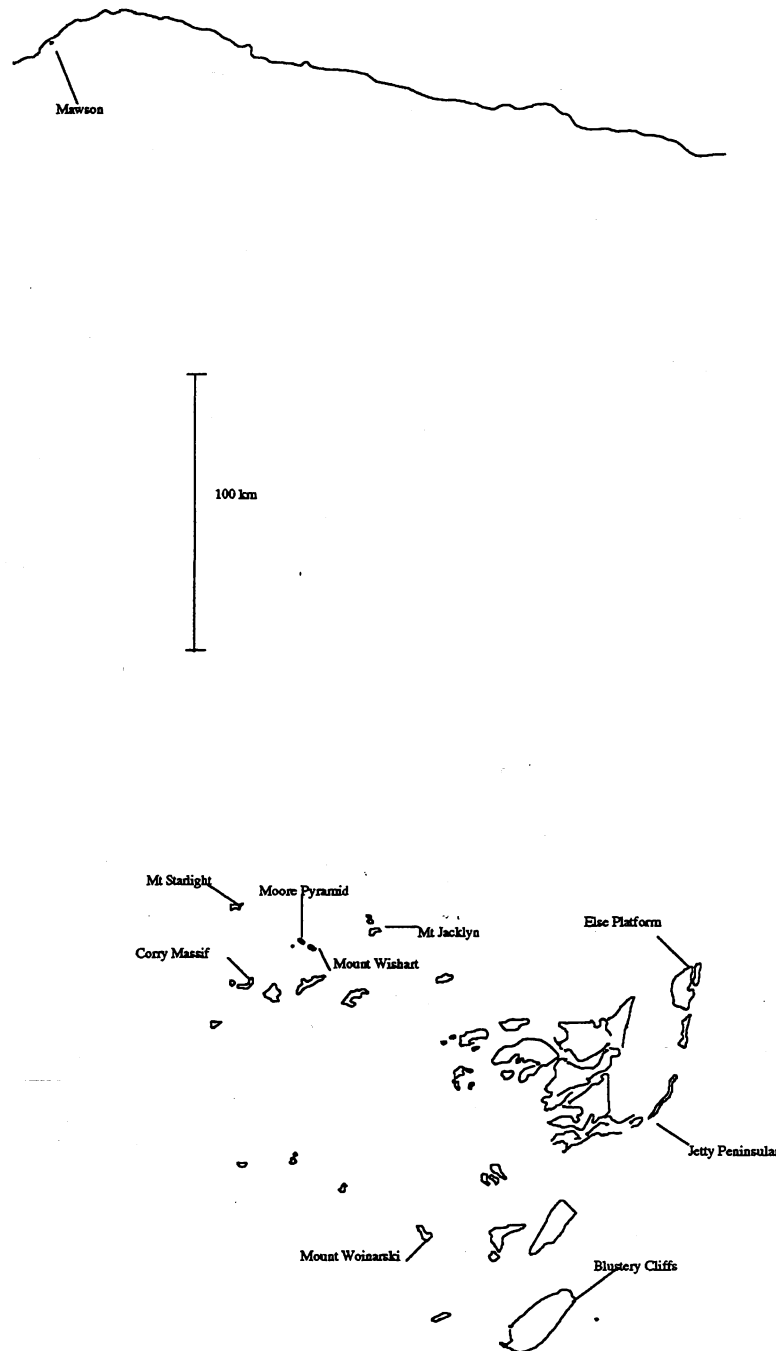 Mawson
100 km
Mt Starlight
Moore Pyramid
Else Platform
Mt Jacklyn
Corry Massif
Mount Wishart
Jetty Peninsula
Mount Woinarski
Blustery Cliffs